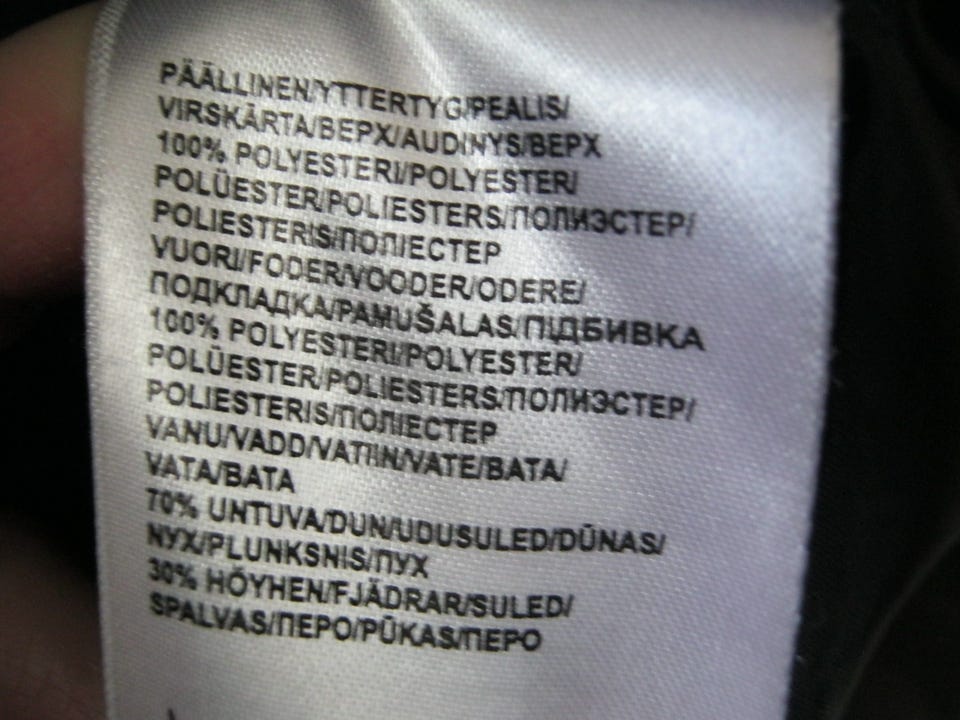 PÄÄLLINEN/YTTERTYG/PEALIS/
VIRSKĀRTA/ВЕРХ/AUDINYS/ВЕРХ
100% POLYESTERI/POLYESTER/
POLÜESTER/POLIESTERS/ПОЛИЭСТЕР/
POLIESTERIS/ПОЛІЕСТЕР
VUORI/FODER/VOODER/ODERE/
ПОДКЛАДКА/PAMUŠALAS/ПІДБИВКА
100% POLYESTERI/POLYESTER/
POLÜESTER/POLIESTERS/ПОЛИЭСТЕР/
POLIESTERIS/ПОЛІЕСТЕР
VANU/VADD/VATIIN/VATE/ВАТА/
VATA/ВАТА
70% UNTUVA/DUN/UDUSULED/DŪNAS/
NYX/PLUNKSNIS/ПУХ
30% HÖYHEN/FJÄDRAR/SULED/
SPALVAS/ПЕРО/PŪKAS/ПЕРО